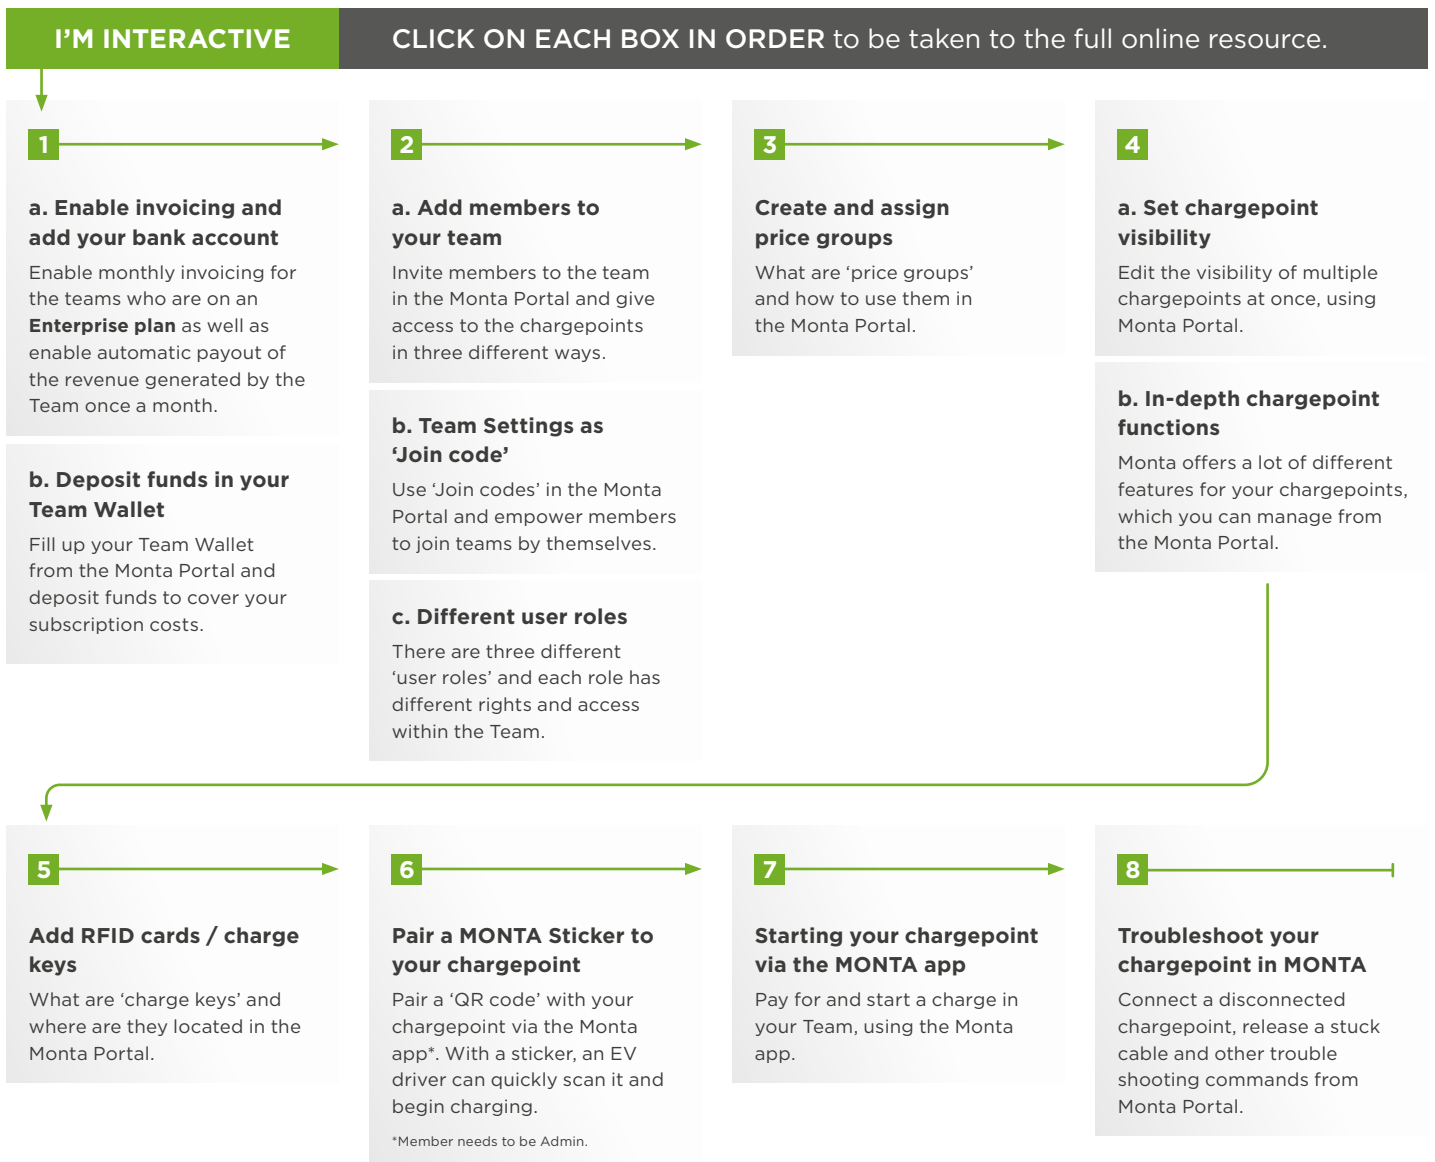 I'M INTERACTIVE
CLICK ON EACH BOX IN ORDER to be taken to the full online resource.
1
a. Enable invoicing and
add your bank account
Enable monthly invoicing for
the teams who are on an
Enterprise plan as well as
enable automatic payout of
the revenue generated by the
Team once a month.
b. Deposit funds in your
Team Wallet
Fill up your Team Wallet
from the Monta Portal and
deposit funds to cover your
subscription costs.
2
a. Add members to
your team
Invite members to the team
in the Monta Portal and give
access to the chargepoints
in three different ways.
b. Team Settings as
‘Join code’
Use ‘Join codes’ in the Monta
Portal and empower members
to join teams by themselves.
c. Different user roles
There are three different
‘user roles’ and each role has
different rights and access
within the Team.
3
Create and assign
price groups
What are ‘price groups’
and how to use them in
the Monta Portal.
4
a. Set chargepoint
visibility
Edit the visibility of multiple
chargepoints at once, using
Monta Portal.
b. In-depth chargepoint
functions
Monta offers a lot of different
features for your chargepoints,
which you can manage from
the Monta Portal.
5
Add RFID cards / charge
keys
What are ‘charge keys’ and
where are they located in the
Monta Portal.
6
Pair a MONTA Sticker to
your chargepoint
Pair a ‘QR code’ with your
chargepoint via the Monta
app*. With a sticker, an EV
driver can quickly scan it and
begin charging.
*Member needs to be Admin.
7
Starting your chargepoint
via the MONTA app
Pay for and start a charge in
your Team, using the Monta
app.
8
Troubleshoot your
chargepoint in MONTA
Connect a disconnected
chargepoint, release a stuck
cable and other trouble
shooting commands from
Monta Portal.